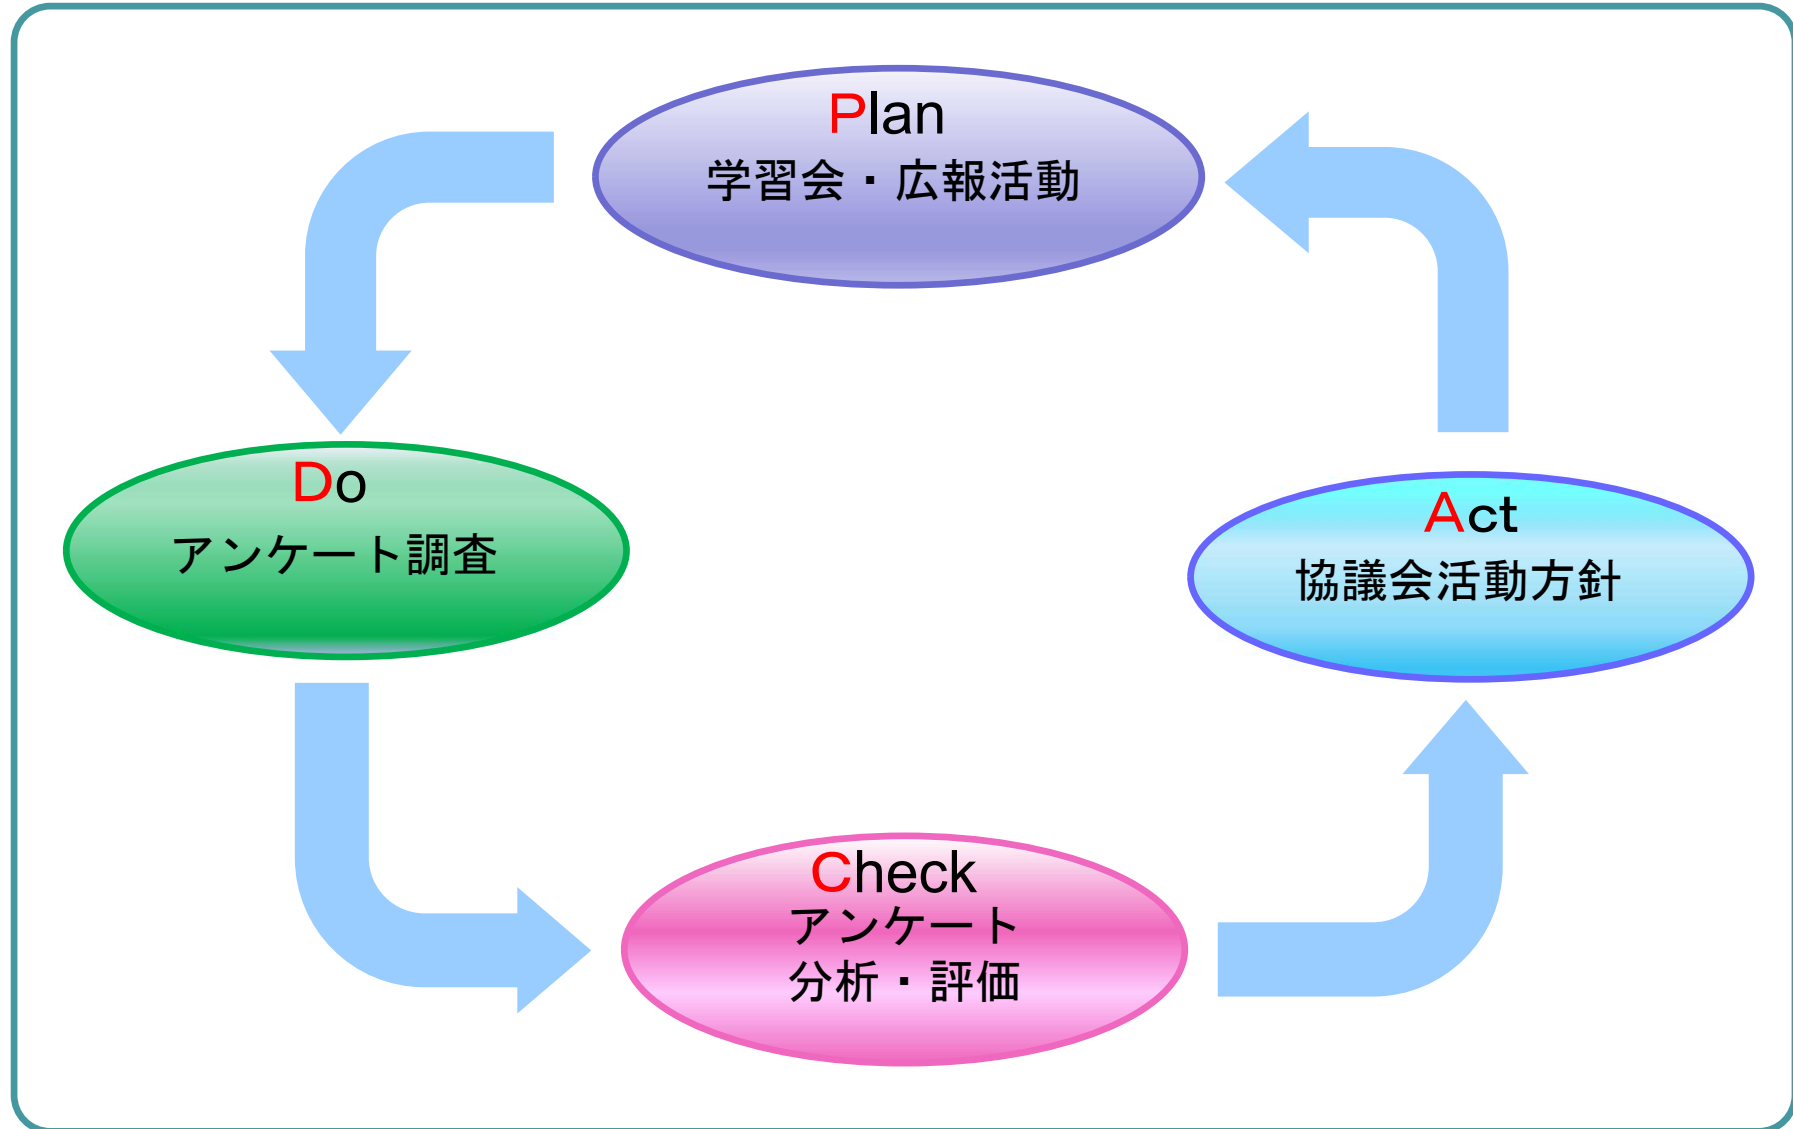 Plan
学習会・広報活動
Do
アンケート調査
Act
協議会活動方針
Check
アンケート
分析・評価